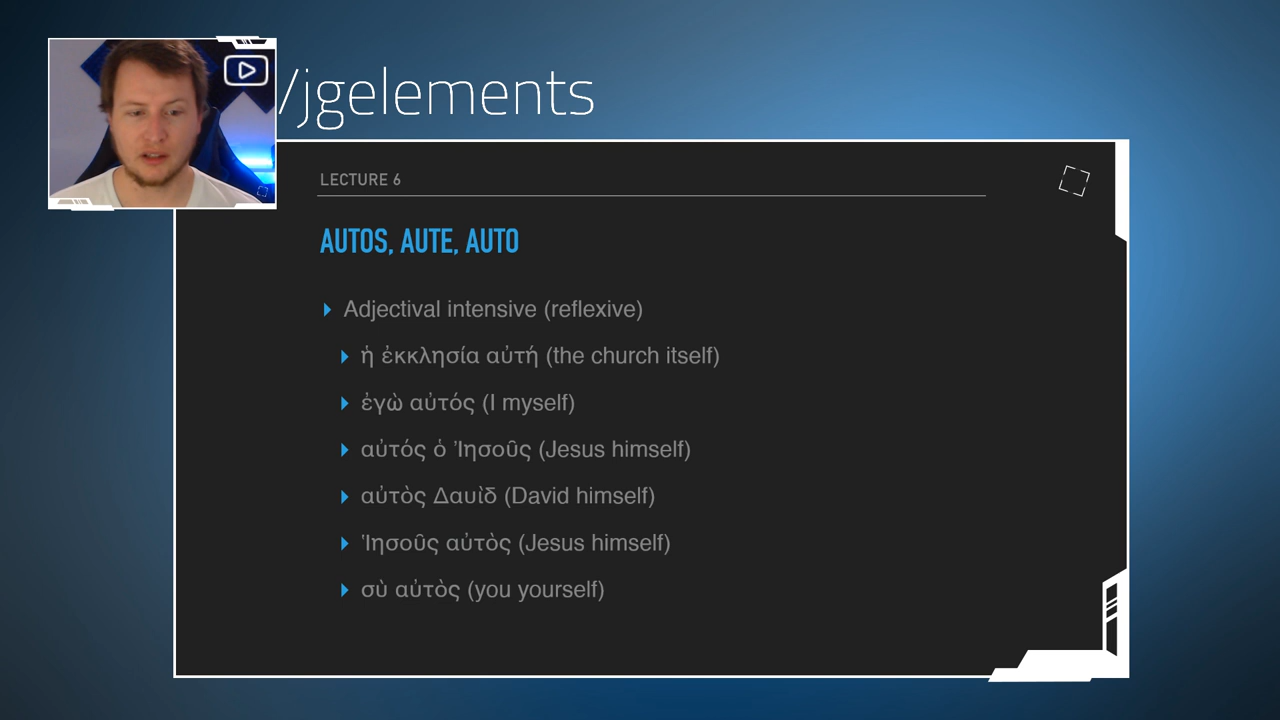 /jgelements
LECTURE 6
AUTOS, AUTE, AUTO
Adjectival intensive (reflexive)
ἡ ἐκκλησία αὐτή (the church itself)
ἐγὼ αὐτός (I myself)
αὐτός ὁ Ἰησοῦς (Jesus himself)
αὐτὸς Δαυὶδ (David himself)
Ἰησοῦς αὐτὸς (Jesus himself)
σὺ αὐτὸς (you yourself)